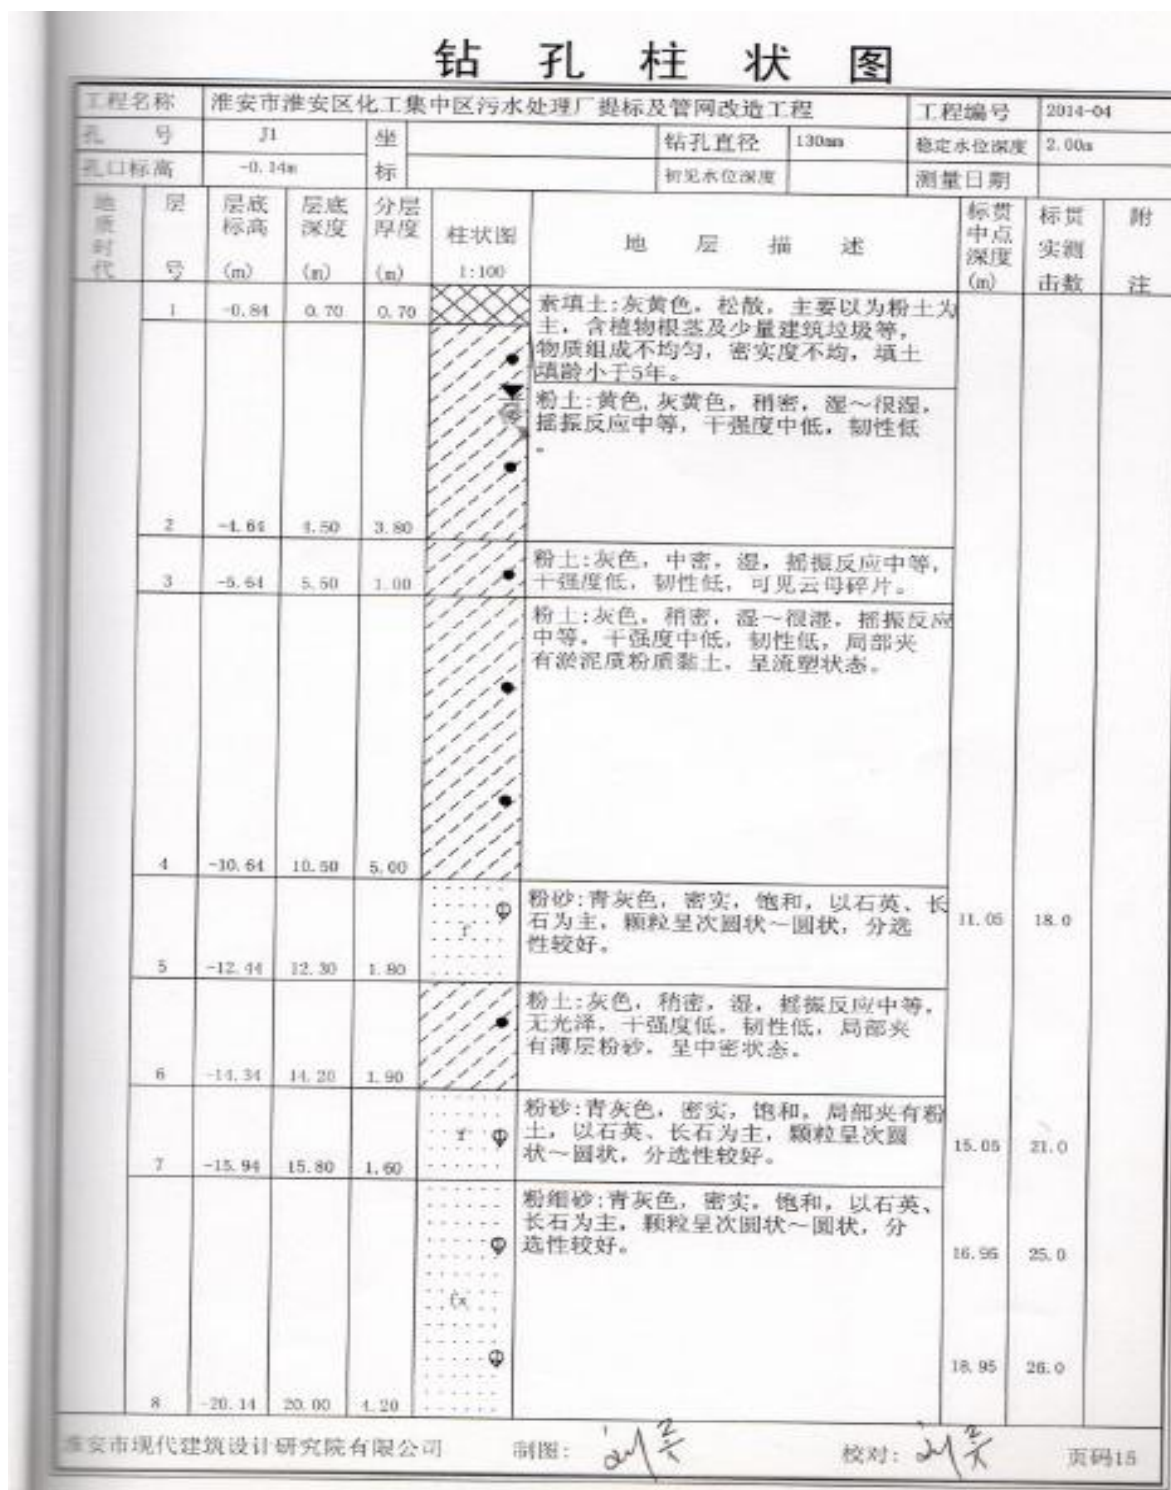 钻孔柱状图
工程名称 淮安市淮安区化工集中区污水处理厂提标及管网改造工程 工程编号 2014-04
孔号 J1 坐标 钻孔直径 130mm 稳定水位深度 2.00m
孔口标高 -0.14m 初见水位深度 测量日期
地质时代 层号 层底标高(m) 层底深度(m) 分层厚度(m) 柱状图 1:100 地层描述 标贯中点深度(m) 标贯实测击数 附注
1 -0.84 0.70 0.70
素填土:灰黄色，松散，主要以为粉土为
主，含植物根茎及少量建筑垃圾等，
物质组成不均匀，密实度不均，填土
填龄小于5年。
粉土:黄色,灰黄色，稍密，湿～很湿，
摇振反应中等，干强度中低，韧性低
。
2 -4.64 4.50 3.80
粉土:灰色，中密，湿，摇振反应中等，
干强度低，韧性低，可见云母碎片。
3 -5.64 5.50 1.00
粉土:灰色，稍密，湿～很湿，摇振反应
中等，干强度中低，韧性低，局部夹
有淤泥质粉质黏土，呈流塑状态。
4 -10.64 10.50 5.00
粉砂:青灰色，密实，饱和，以石英、长
石为主，颗粒呈次圆状～圆状，分选
性较好。
f 11.05 18.0
5 -12.44 12.30 1.80
粉土:灰色，稍密，湿，摇振反应中等，
无光泽，干强度低，韧性低，局部夹
有薄层粉砂，呈中密状态。
6 -14.34 14.20 1.90
粉砂:青灰色，密实，饱和，局部夹有粉
土，以石英、长石为主，颗粒呈次圆
状～圆状，分选性较好。
f 15.05 21.0
7 -15.94 15.80 1.60
粉细砂:青灰色，密实，饱和，以石英、
长石为主，颗粒呈次圆状～圆状，分
选性较好。
16.95 25.0
fx
18.95 26.0
8 -20.14 20.00 4.20
淮安市现代建筑设计研究院有限公司 制图: 校对: 页码15